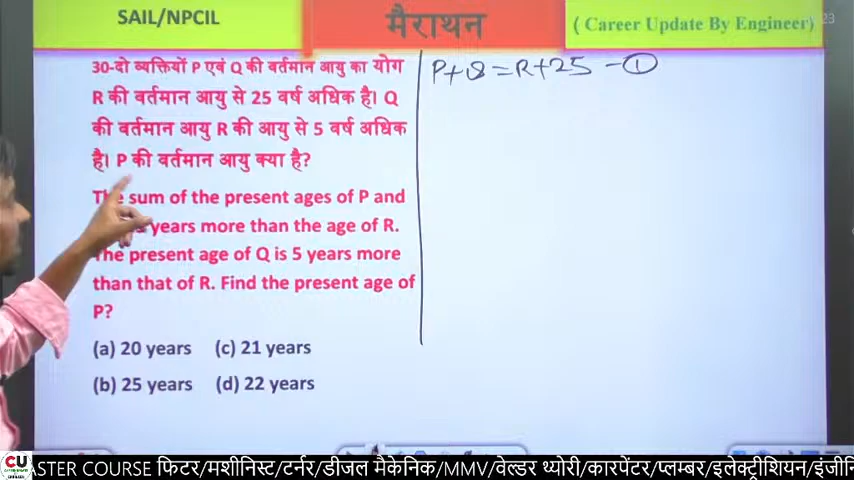 SAIL/NPCIL
मैराथन
( Career Update By Engineer)
23
30-दो व्यक्तियों P एवं Q की वर्तमान आयु का योग
R की वर्तमान आयु से 25 वर्ष अधिक है। Q
की वर्तमान आयु R की आयु से 5 वर्ष अधिक
है। P की वर्तमान आयु क्या है?
P+Q=R+25 -①
The sum of the present ages of P and
years more than the age of R.
The present age of Q is 5 years more
than that of R. Find the present age of
P?
(a) 20 years (c) 21 years
(b) 25 years (d) 22 years
CU
ASTER COURSE फिटर/मशीनिस्ट/टर्नर/डीजल मैकेनिक/MMV/वेल्डर थ्योरी/कारपेंटर/प्लम्बर/इलेक्ट्रीशियन/इंजीनि